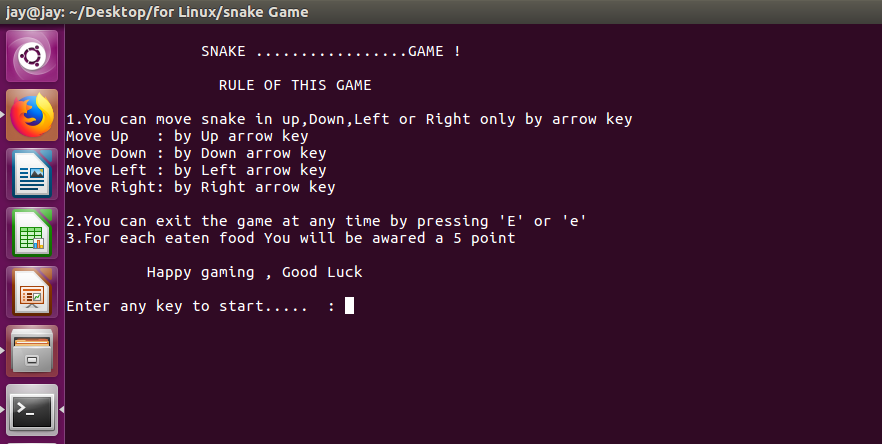 jay@jay: ~/Desktop/for Linux/snake Game
SNAKE .................GAME !
RULE OF THIS GAME
1.You can move snake in up,Down,Left or Right only by arrow key
Move Up   : by Up arrow key
Move Down : by Down arrow key
Move Left : by Left arrow key
Move Right: by Right arrow key
2.You can exit the game at any time by pressing 'E' or 'e'
3.For each eaten food You will be awared a 5 point
Happy gaming , Good Luck
Enter any key to start.....  :